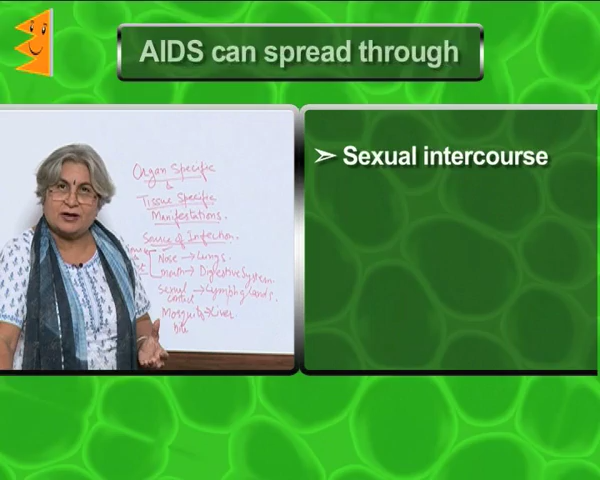 AIDS can spread through
➢ Sexual intercourse
Organ Specific
&
Tissue Specific
Manifestations.
Source of Infection.
Nose → Lungs.
mouth → Digestive System.
Sexual → Lymph glands.
contact
Mosquito → Liver
bite